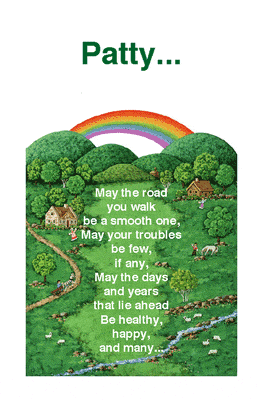 Patty...
May the road
you walk
be a smooth one,
May your troubles
be few,
if any,
May the days
and years
that lie ahead
Be healthy,
happy,
and many...